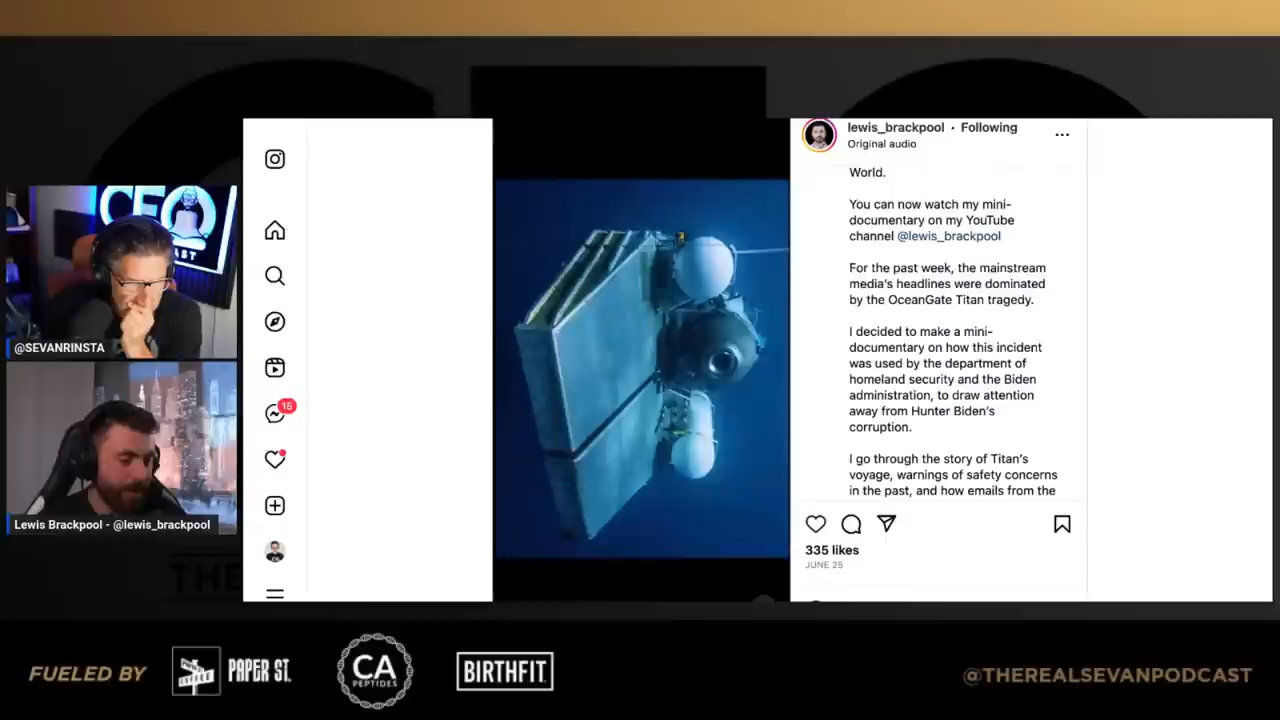 CEO
CAST
@SEVANRINSTA
Lewis Brackpool - @lewis_brackpool
15
lewis_brackpool • Following
Original audio
World.
You can now watch my mini-
documentary on my YouTube
channel @lewis_brackpool
For the past week, the mainstream
media's headlines were dominated
by the OceanGate Titan tragedy.
I decided to make a mini-
documentary on how this incident
was used by the department of
homeland security and the Biden
administration, to draw attention
away from Hunter Biden's
corruption.
I go through the story of Titan's
voyage, warnings of safety concerns
in the past, and how emails from the
335 likes
JUNE 25
THE
FUELED BY
PAPER ST.
CA
PEPTIDES
BIRTHFIT
@THEREALSEVANPODCAST